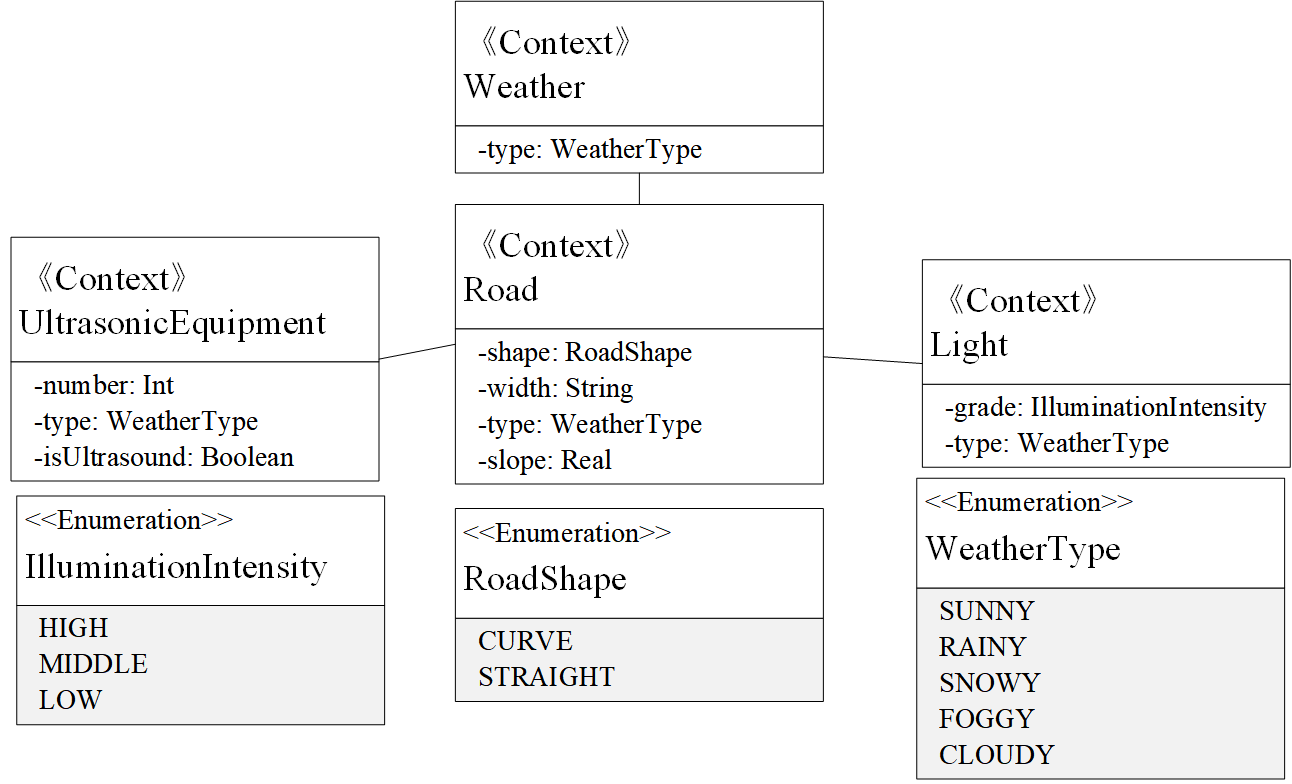 《Context》
Weather
-type: WeatherType
《Context》
UltrasonicEquipment
-number: Int
-type: WeatherType
-isUltrasound: Boolean
《Context》
Road
-shape: RoadShape
-width: String
-type: WeatherType
-slope: Real
《Context》
Light
-grade: IlluminationIntensity
-type: WeatherType
<<Enumeration>>
IlluminationIntensity
HIGH
MIDDLE
LOW
<<Enumeration>>
RoadShape
CURVE
STRAIGHT
<<Enumeration>>
WeatherType
SUNNY
RAINY
SNOWY
FOGGY
CLOUDY